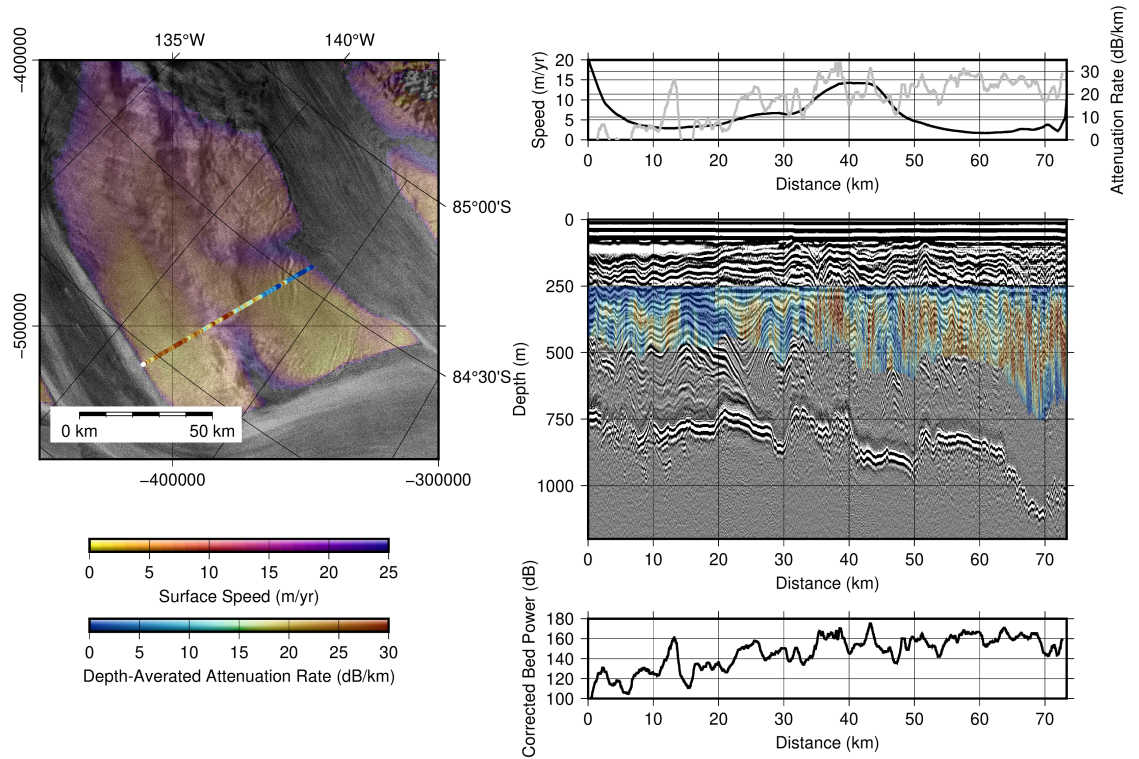 135°W 140°W
−400000
85°00'S
−500000
84°30'S
0 km 50 km
−400000 −300000
0 5 10 15 20 25
Surface Speed (m/yr)
0 5 10 15 20 25 30
Depth-Averated Attenuation Rate (dB/km)
20
15
10
5
0
Speed (m/yr)
30
20
10
0
Attenuation Rate (dB/km)
0 10 20 30 40 50 60 70
Distance (km)
0
250
500
750
1000
Depth (m)
0 10 20 30 40 50 60 70
Distance (km)
180
160
140
120
100
Corrected Bed Power (dB)
0 10 20 30 40 50 60 70
Distance (km)